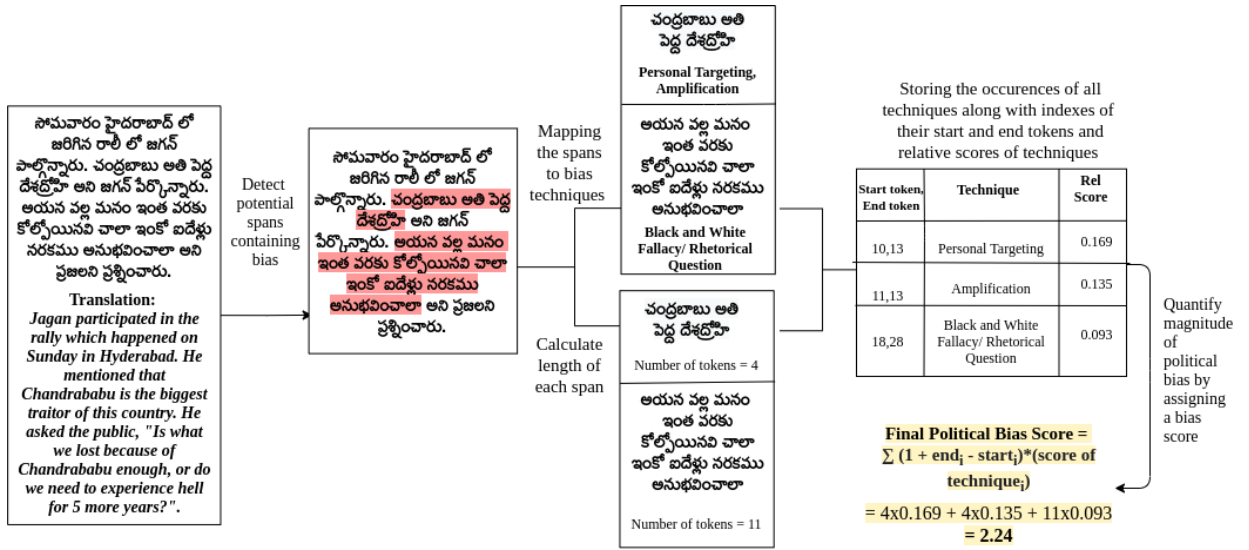 సోమవారం హైదరాబాద్ లో
జరిగిన రాలీ లో జగన్
పాల్గొన్నారు. చంద్రబాబు అతి పెద్ద
దేశద్రోహి అని జగన్ పేర్కొన్నారు.
ఆయన వల్ల మనం ఇంత వరకు
కోల్పోయినవి చాలా ఇంకో ఐదేళ్లు
నరకము అనుభవించాలా అని
ప్రజలని ప్రశ్నించారు.
Translation:
Jagan participated in the
rally which happened on
Sunday in Hyderabad. He
mentioned that
Chandrababu is the biggest
traitor of this country. He
asked the public, "Is what
we lost because of
Chandrababu enough, or do
we need to experience hell
for 5 more years?".
Detect
potential
spans
containing
bias
సోమవారం హైదరాబాద్ లో
జరిగిన రాలీ లో జగన్
పాల్గొన్నారు. చంద్రబాబు అతి పెద్ద
దేశద్రోహి అని జగన్
పేర్కొన్నారు. ఆయన వల్ల మనం
ఇంత వరకు కోల్పోయినవి చాలా
ఇంకో ఐదేళ్లు నరకము
అనుభవించాలా అని ప్రజలని
ప్రశ్నించారు.
Mapping
the spans
to bias
techniques
Calculate
length of
each span
చంద్రబాబు అతి
పెద్ద దేశద్రోహి
Personal Targeting,
Amplification
ఆయన వల్ల మనం
ఇంత వరకు
కోల్పోయినవి చాలా
ఇంకో ఐదేళ్లు నరకము
అనుభవించాలా
Black and White
Fallacy/ Rhetorical
Question
చంద్రబాబు అతి
పెద్ద దేశద్రోహి
Number of tokens = 4
ఆయన వల్ల మనం
ఇంత వరకు
కోల్పోయినవి చాలా
ఇంకో ఐదేళ్లు నరకము
అనుభవించాలా
Number of tokens = 11
Storing the occurences of all
techniques along with indexes of
their start and end tokens and
relative scores of techniques
Start token, End token Technique Rel Score
10,13 Personal Targeting 0.169
11,13 Amplification 0.135
18,28 Black and White Fallacy/ Rhetorical Question 0.093
Quantify
magnitude
of
political
bias by
assigning
a bias
score
Final Political Bias Score =
∑ (1 + endi - starti)*(score of
techniquei)
= 4x0.169 + 4x0.135 + 11x0.093
= 2.24